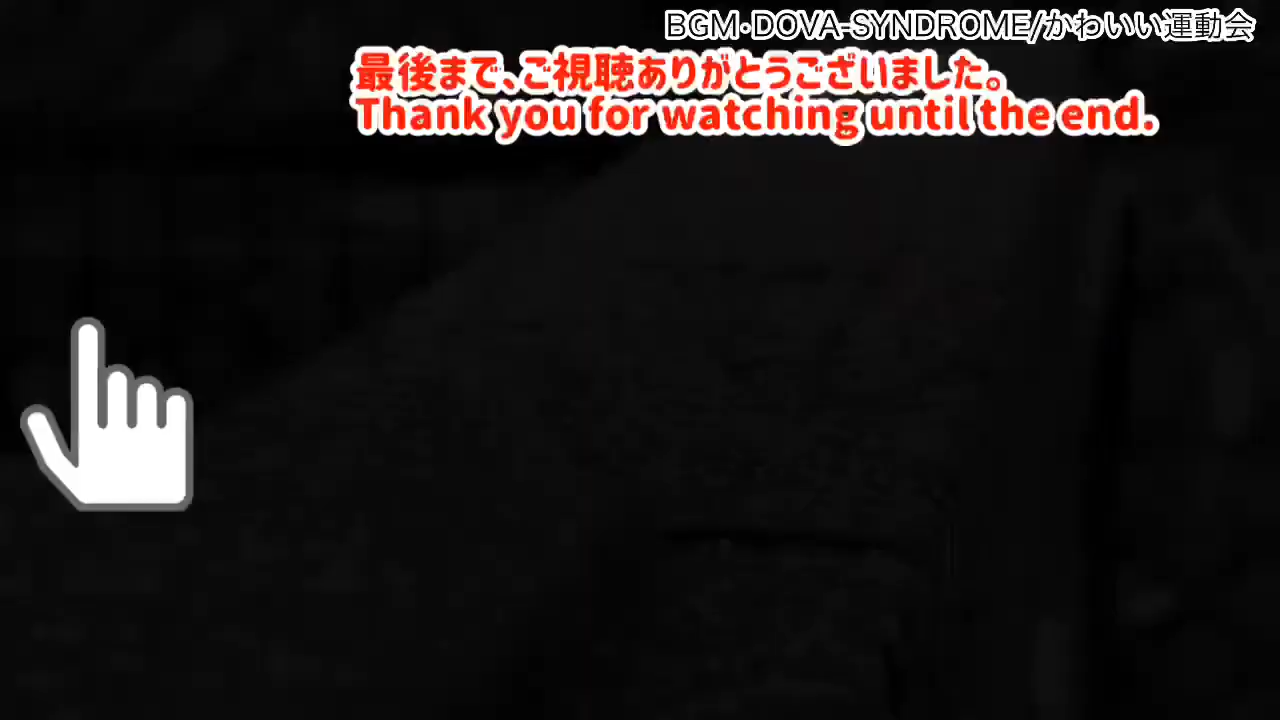 BGM・DOVA-SYNDROME/かわいい運動会
最後まで、ご視聴ありがとうございました。
Thank you for watching until the end.